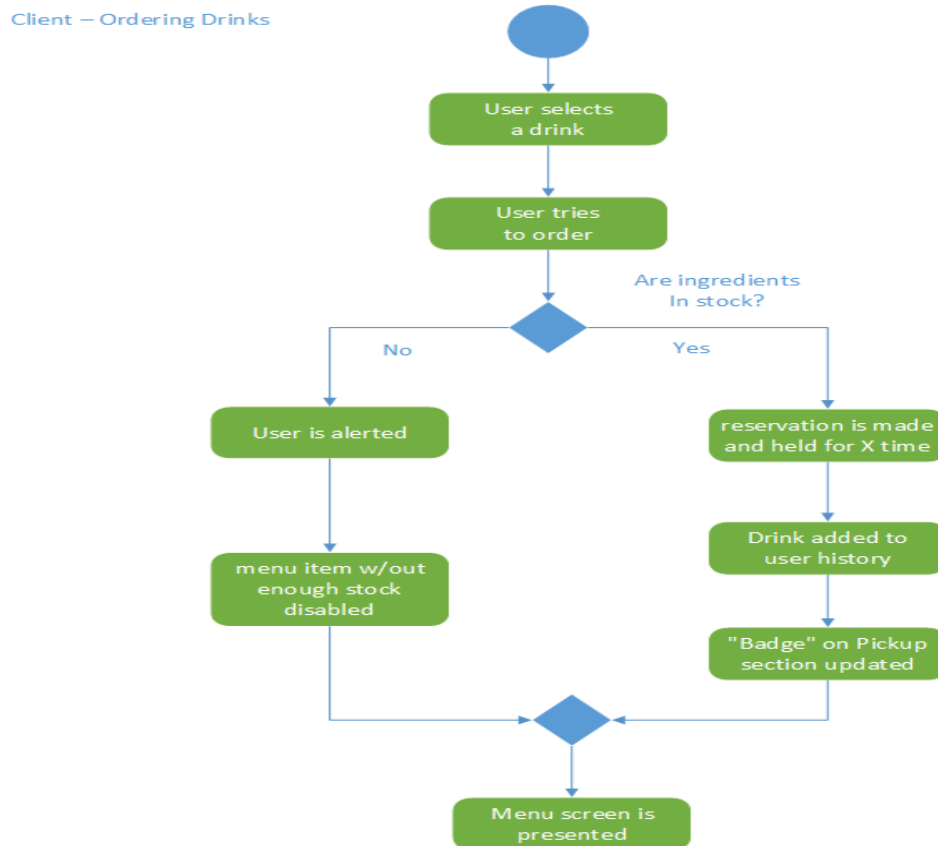 Client – Ordering Drinks
User selects
a drink
User tries
to order
Are ingredients
In stock?
No
Yes
User is alerted
reservation is made
and held for X time
menu item w/out
enough stock
disabled
Drink added to
user history
"Badge" on Pickup
section updated
Menu screen is
presented